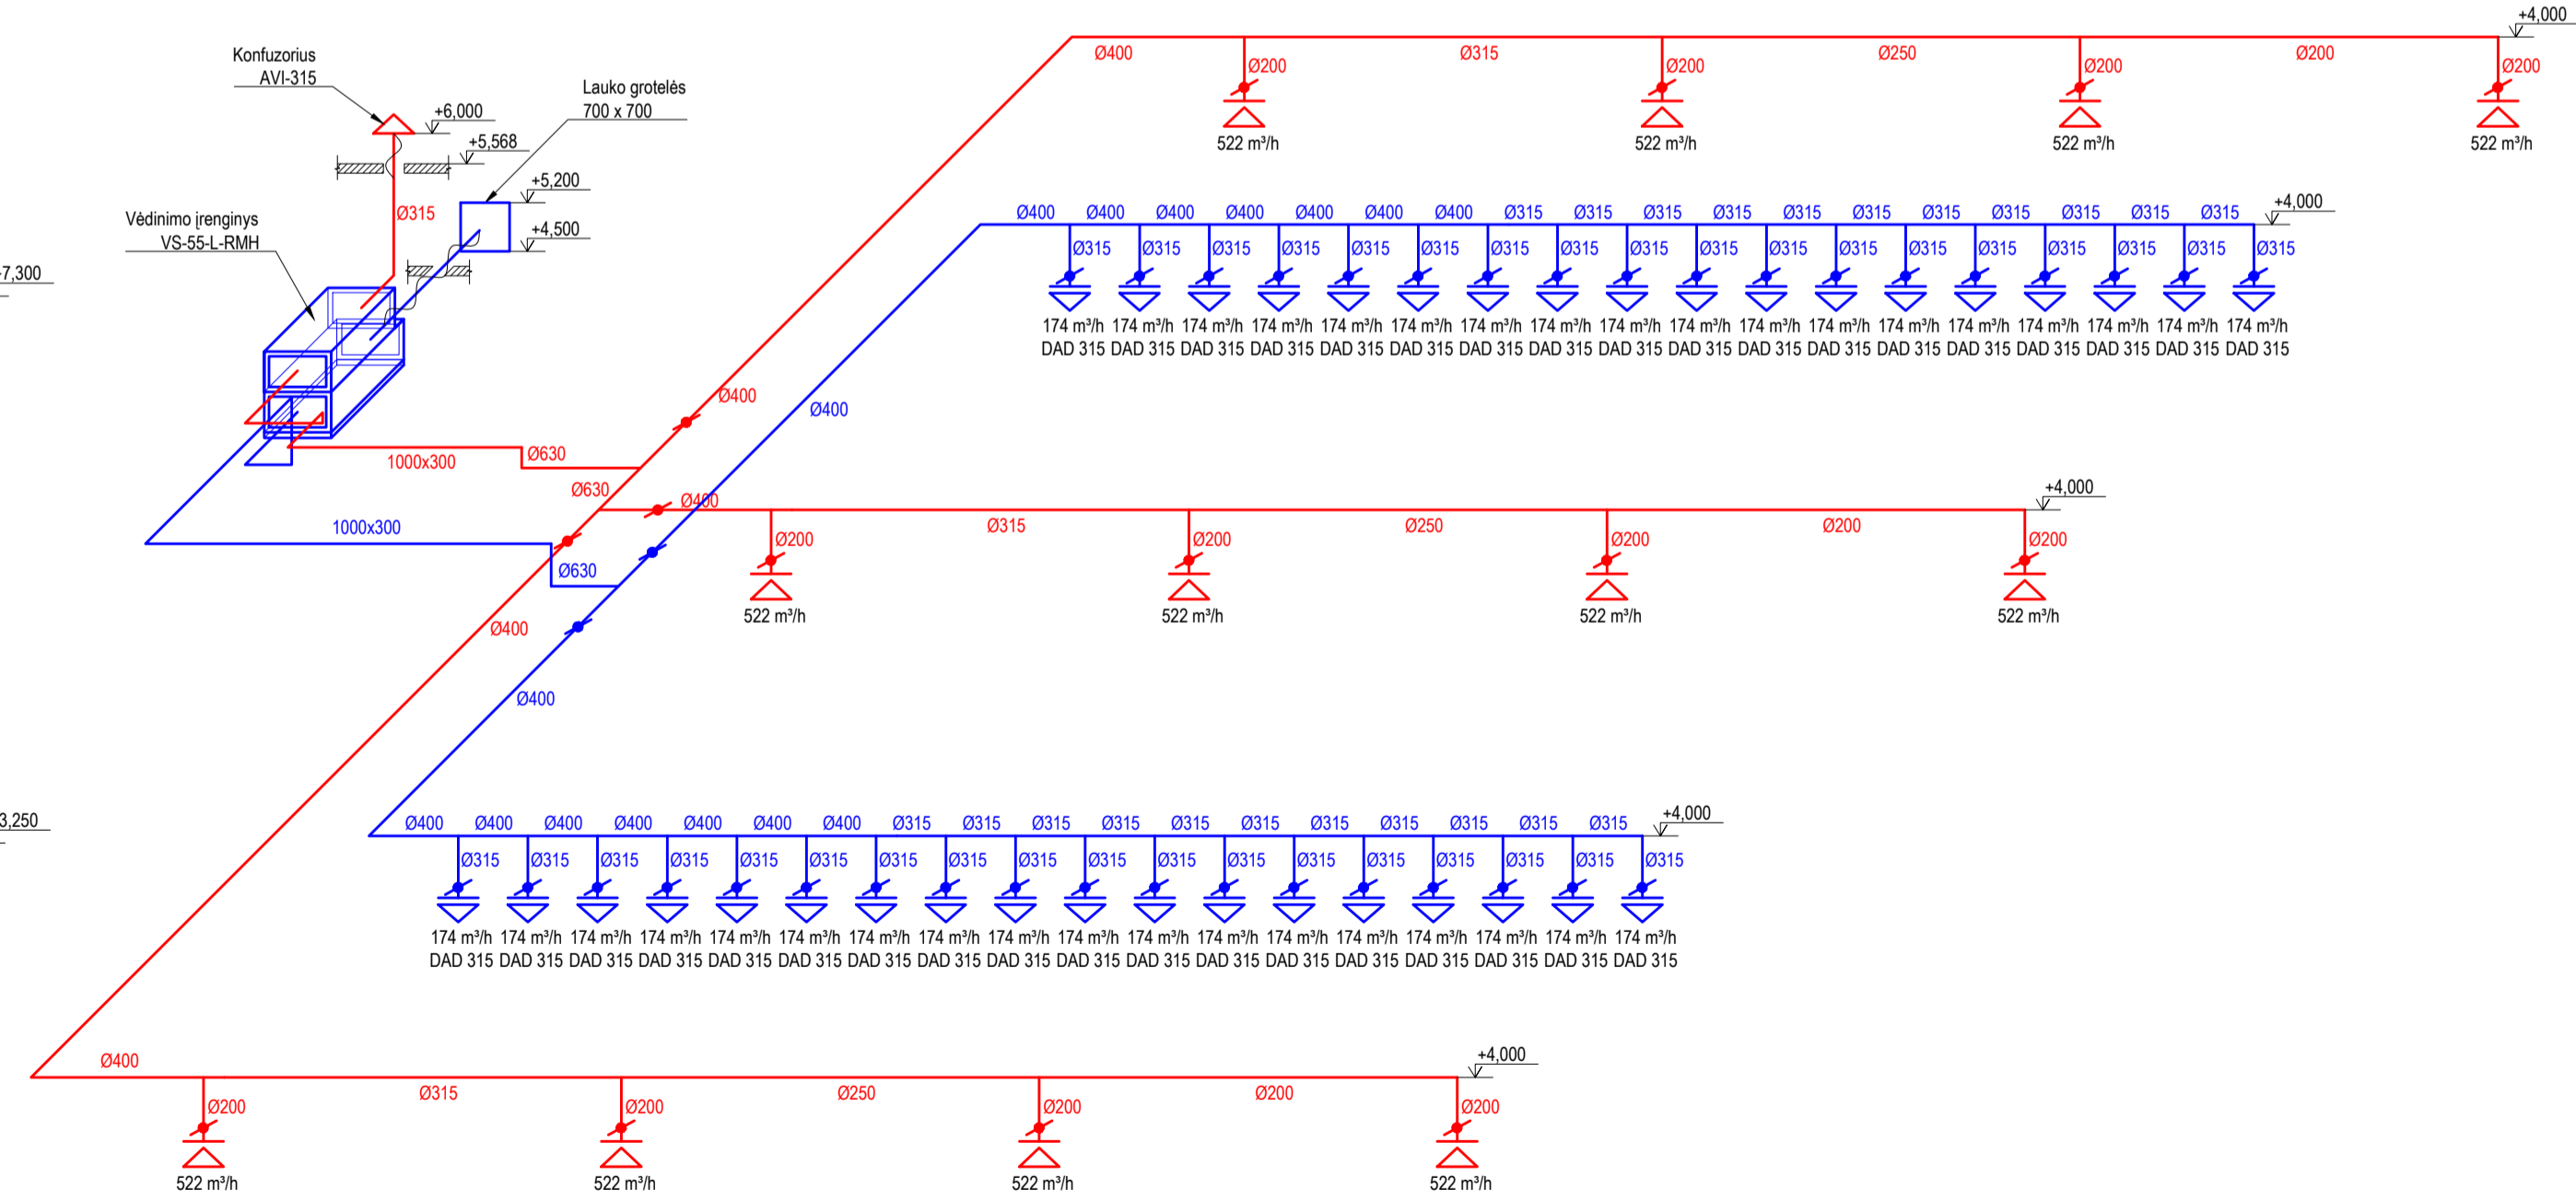 +4,000
Konfuzorius
AVI-315
Ø400 Ø315 Ø250 Ø200
Ø200 Ø200 Ø200 Ø200
Lauko grotelės
700 x 700
+6,000
+5,568
522 m³/h 522 m³/h 522 m³/h 522 m³/h
+5,200
Ø315
Vėdinimo įrenginys
VS-55-L-RMH
+4,500
+4,000
Ø400 Ø400 Ø400 Ø400 Ø400 Ø400 Ø400 Ø315 Ø315 Ø315 Ø315 Ø315 Ø315 Ø315 Ø315 Ø315 Ø315 Ø315
Ø315 Ø315 Ø315 Ø315 Ø315 Ø315 Ø315 Ø315 Ø315 Ø315 Ø315 Ø315 Ø315 Ø315 Ø315 Ø315 Ø315 Ø315
7,300
174 m³/h 174 m³/h 174 m³/h 174 m³/h 174 m³/h 174 m³/h 174 m³/h 174 m³/h 174 m³/h 174 m³/h 174 m³/h 174 m³/h 174 m³/h 174 m³/h 174 m³/h 174 m³/h 174 m³/h 174 m³/h
DAD 315 DAD 315 DAD 315 DAD 315 DAD 315 DAD 315 DAD 315 DAD 315 DAD 315 DAD 315 DAD 315 DAD 315 DAD 315 DAD 315 DAD 315 DAD 315 DAD 315 DAD 315
Ø400
Ø400
1000x300
Ø630
Ø630
Ø400
+4,000
1000x300
Ø315 Ø250 Ø200
Ø200 Ø200 Ø200 Ø200
Ø630
522 m³/h 522 m³/h 522 m³/h 522 m³/h
Ø400
Ø400
3,250
+4,000
Ø400 Ø400 Ø400 Ø400 Ø400 Ø400 Ø400 Ø315 Ø315 Ø315 Ø315 Ø315 Ø315 Ø315 Ø315 Ø315 Ø315 Ø315
Ø315 Ø315 Ø315 Ø315 Ø315 Ø315 Ø315 Ø315 Ø315 Ø315 Ø315 Ø315 Ø315 Ø315 Ø315 Ø315 Ø315 Ø315
174 m³/h 174 m³/h 174 m³/h 174 m³/h 174 m³/h 174 m³/h 174 m³/h 174 m³/h 174 m³/h 174 m³/h 174 m³/h 174 m³/h 174 m³/h 174 m³/h 174 m³/h 174 m³/h 174 m³/h 174 m³/h
DAD 315 DAD 315 DAD 315 DAD 315 DAD 315 DAD 315 DAD 315 DAD 315 DAD 315 DAD 315 DAD 315 DAD 315 DAD 315 DAD 315 DAD 315 DAD 315 DAD 315 DAD 315
+4,000
Ø400
Ø315 Ø250 Ø200
Ø200 Ø200 Ø200 Ø200
522 m³/h 522 m³/h 522 m³/h 522 m³/h